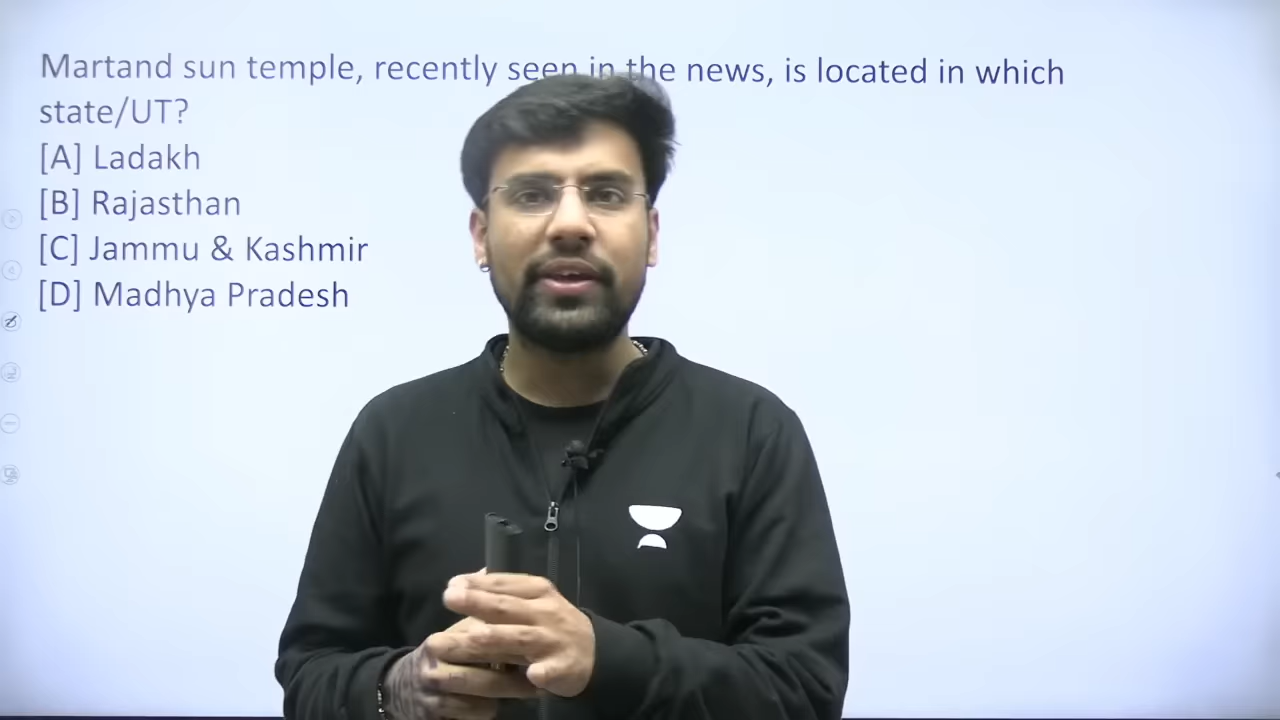 Martand sun temple, recently seen in the news, is located in which
state/UT?
[A] Ladakh
[B] Rajasthan
[C] Jammu & Kashmir
[D] Madhya Pradesh